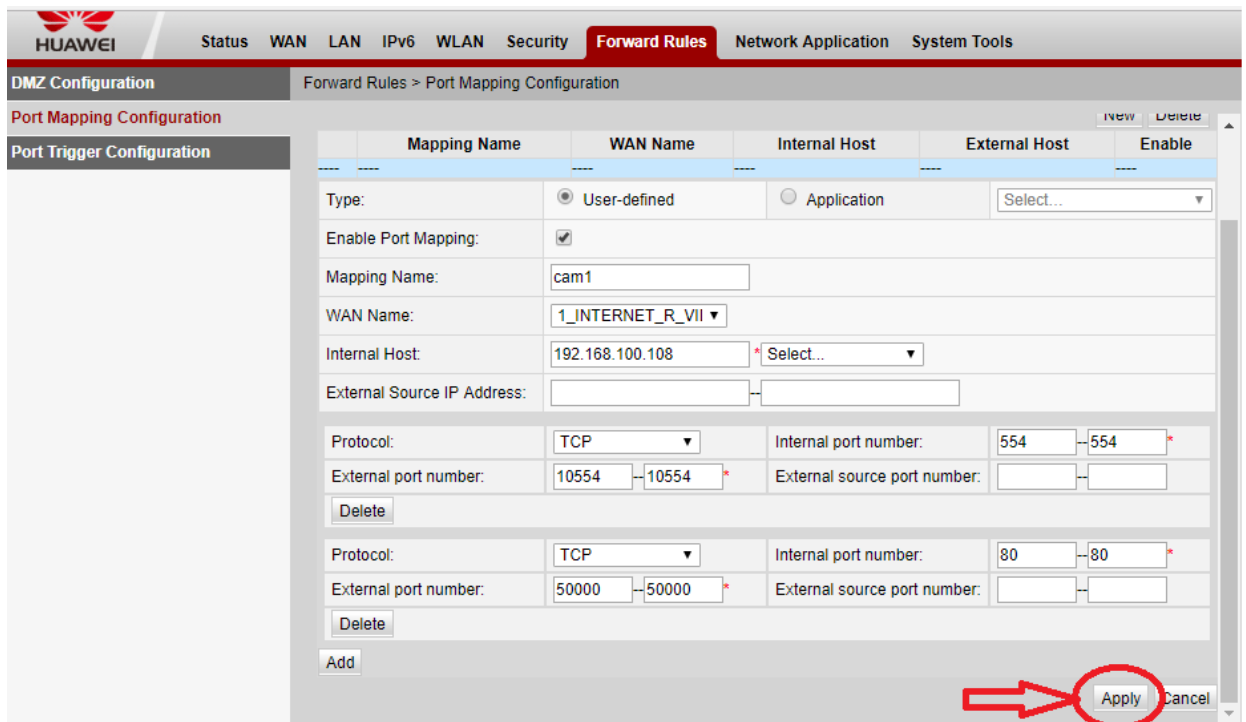 HUAWEI
Status WAN LAN IPv6 WLAN Security Forward Rules Network Application System Tools
DMZ Configuration
Forward Rules > Port Mapping Configuration
Port Mapping Configuration
Port Trigger Configuration
New Delete
Mapping Name WAN Name Internal Host External Host Enable
---- ---- ---- ---- ---- ----
Type: User-defined Application Select...
Enable Port Mapping:
Mapping Name: cam1
WAN Name: 1_INTERNET_R_VII
Internal Host: 192.168.100.108 * Select...
External Source IP Address: --
Protocol: TCP Internal port number: 554 -- 554 *
External port number: 10554 -- 10554 * External source port number: --
Delete
Protocol: TCP Internal port number: 80 -- 80 *
External port number: 50000 -- 50000 * External source port number: --
Delete
Add
Apply Cancel